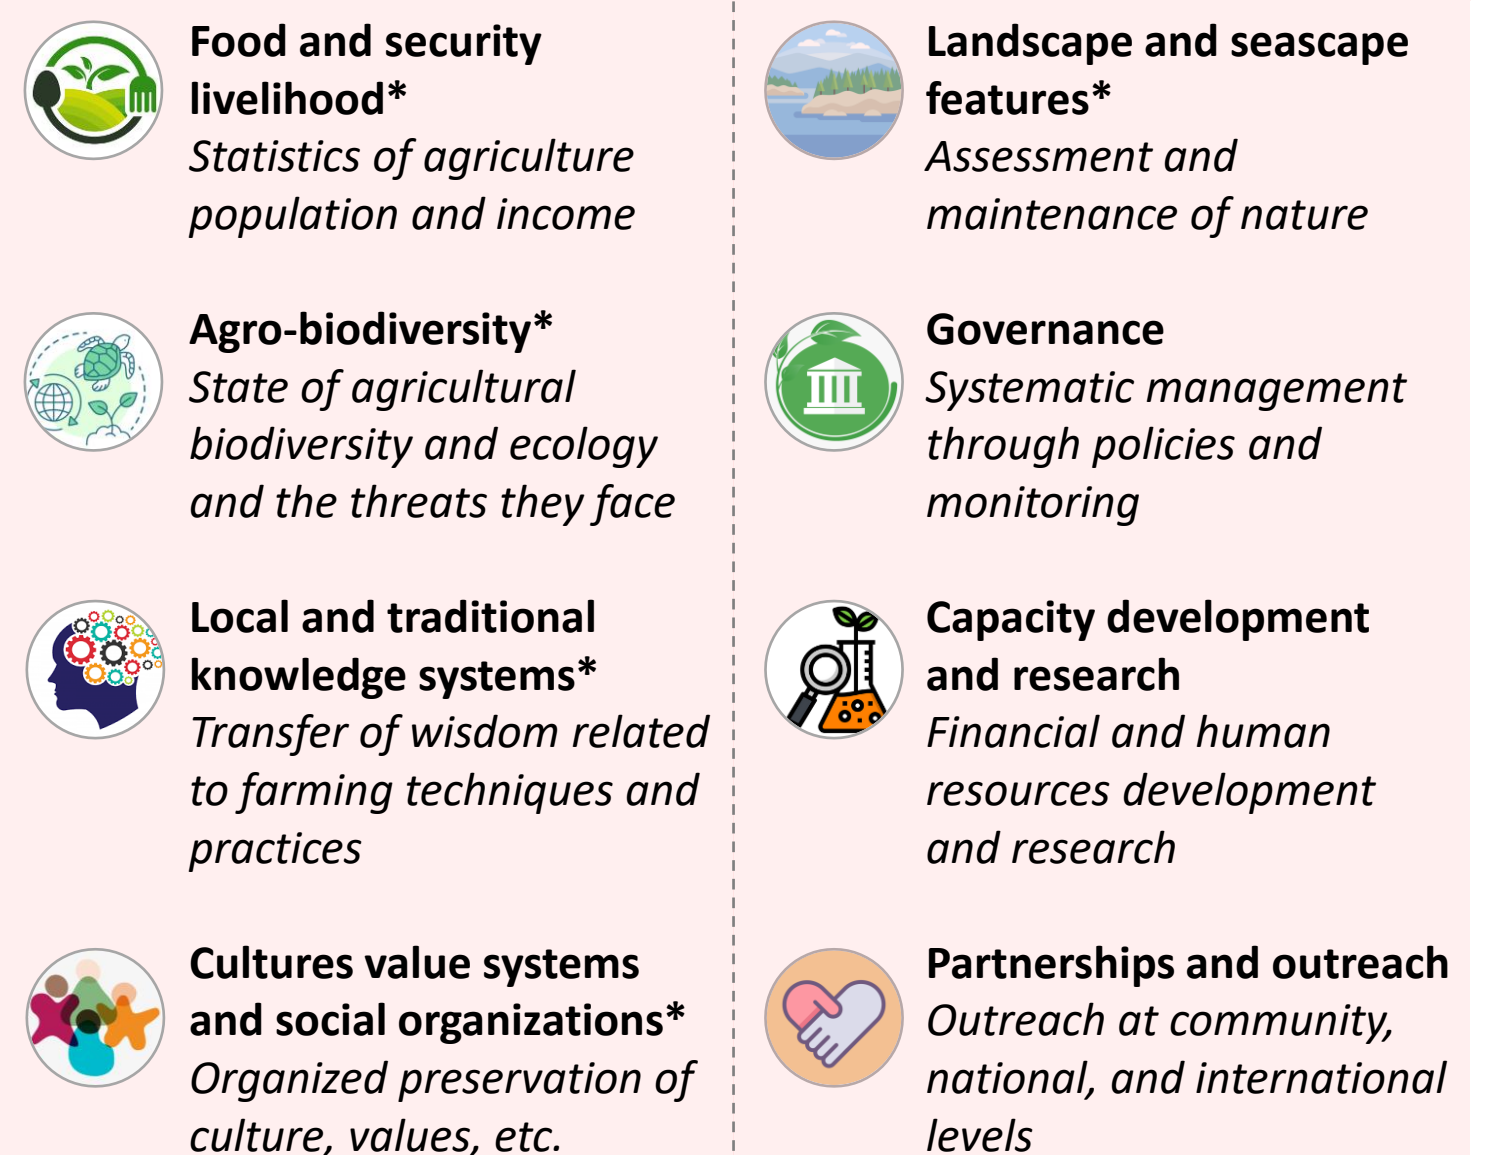 Food and security
livelihood*
Statistics of agriculture
population and income
Agro-biodiversity*
State of agricultural
biodiversity and ecology
and the threats they face
Local and traditional
knowledge systems*
Transfer of wisdom related
to farming techniques and
practices
Cultures value systems
and social organizations*
Organized preservation of
culture, values, etc.
Landscape and seascape
features*
Assessment and
maintenance of nature
Governance
Systematic management
through policies and
monitoring
Capacity development
and research
Financial and human
resources development
and research
Partnerships and outreach
Outreach at community,
national, and international
levels